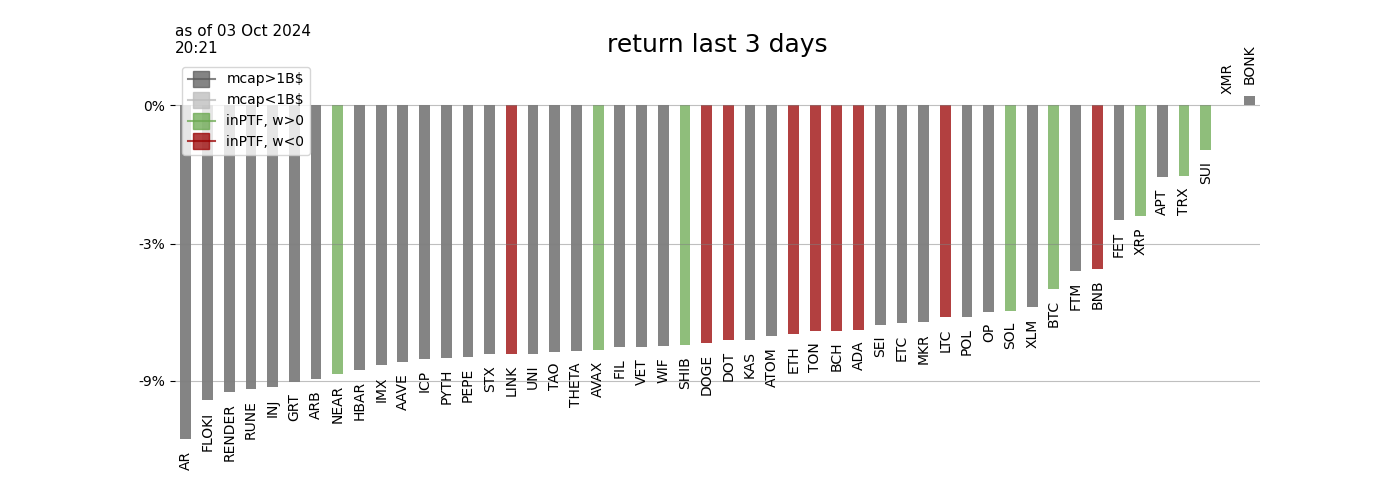 as of 03 Oct 2024
20:21
return last 3 days
mcap>1B$
mcap<1B$
inPTF, w>0
inPTF, w<0
0%
-3%
-9%
AR
FLOKI
RENDER
RUNE
INJ
GRT
ARB
NEAR
HBAR
IMX
AAVE
ICP
PYTH
PEPE
STX
LINK
UNI
TAO
THETA
AVAX
FIL
VET
WIF
SHIB
DOGE
DOT
KAS
ATOM
ETH
TON
BCH
ADA
SEI
ETC
MKR
LTC
POL
OP
SOL
XLM
BTC
FTM
BNB
FET
XRP
APT
TRX
SUI
XMR
BONK